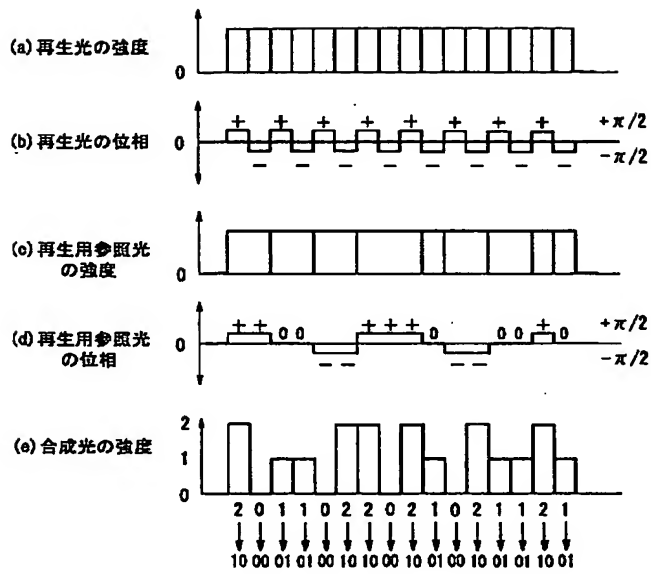 (a) 再生光の強度
0
(b) 再生光の位相
+ + + + + + + +
+π/2
0
−π/2
− − − − − − − −
(c) 再生用参照光
の強度
0
(d) 再生用参照光
の位相
+ + 0 0 + + + 0 0 0 + 0
+π/2
0
−π/2
− − − −
(e) 合成光の強度
2
1
0
2 0 1 1 0 2 2 0 2 1 0 2 1 1 2 1
10 00 01 01 00 10 10 00 10 01 00 10 01 01 10 01